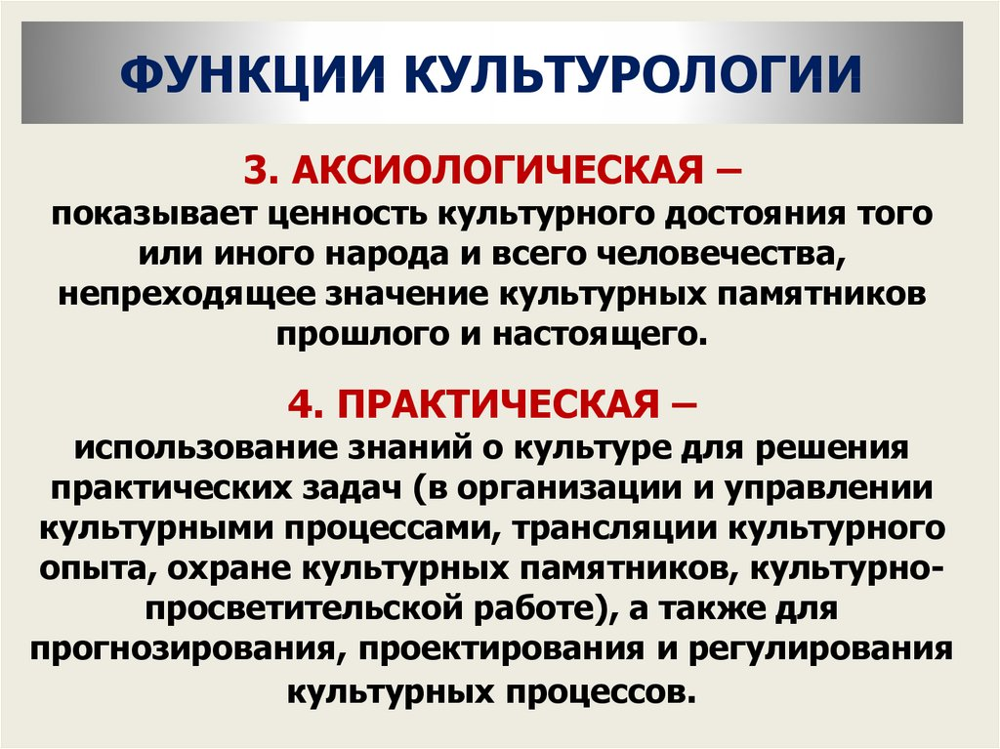 ФУНКЦИИ КУЛЬТУРОЛОГИИ
3. АКСИОЛОГИЧЕСКАЯ –
показывает ценность культурного достояния того
или иного народа и всего человечества,
непреходящее значение культурных памятников
прошлого и настоящего.
4. ПРАКТИЧЕСКАЯ –
использование знаний о культуре для решения
практических задач (в организации и управлении
культурными процессами, трансляции культурного
опыта, охране культурных памятников, культурно-
просветительской работе), а также для
прогнозирования, проектирования и регулирования
культурных процессов.